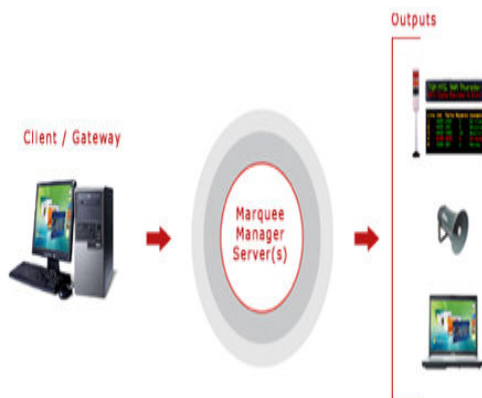 Outputs
Client / Gateway
Marquee
Manager
Server(s)